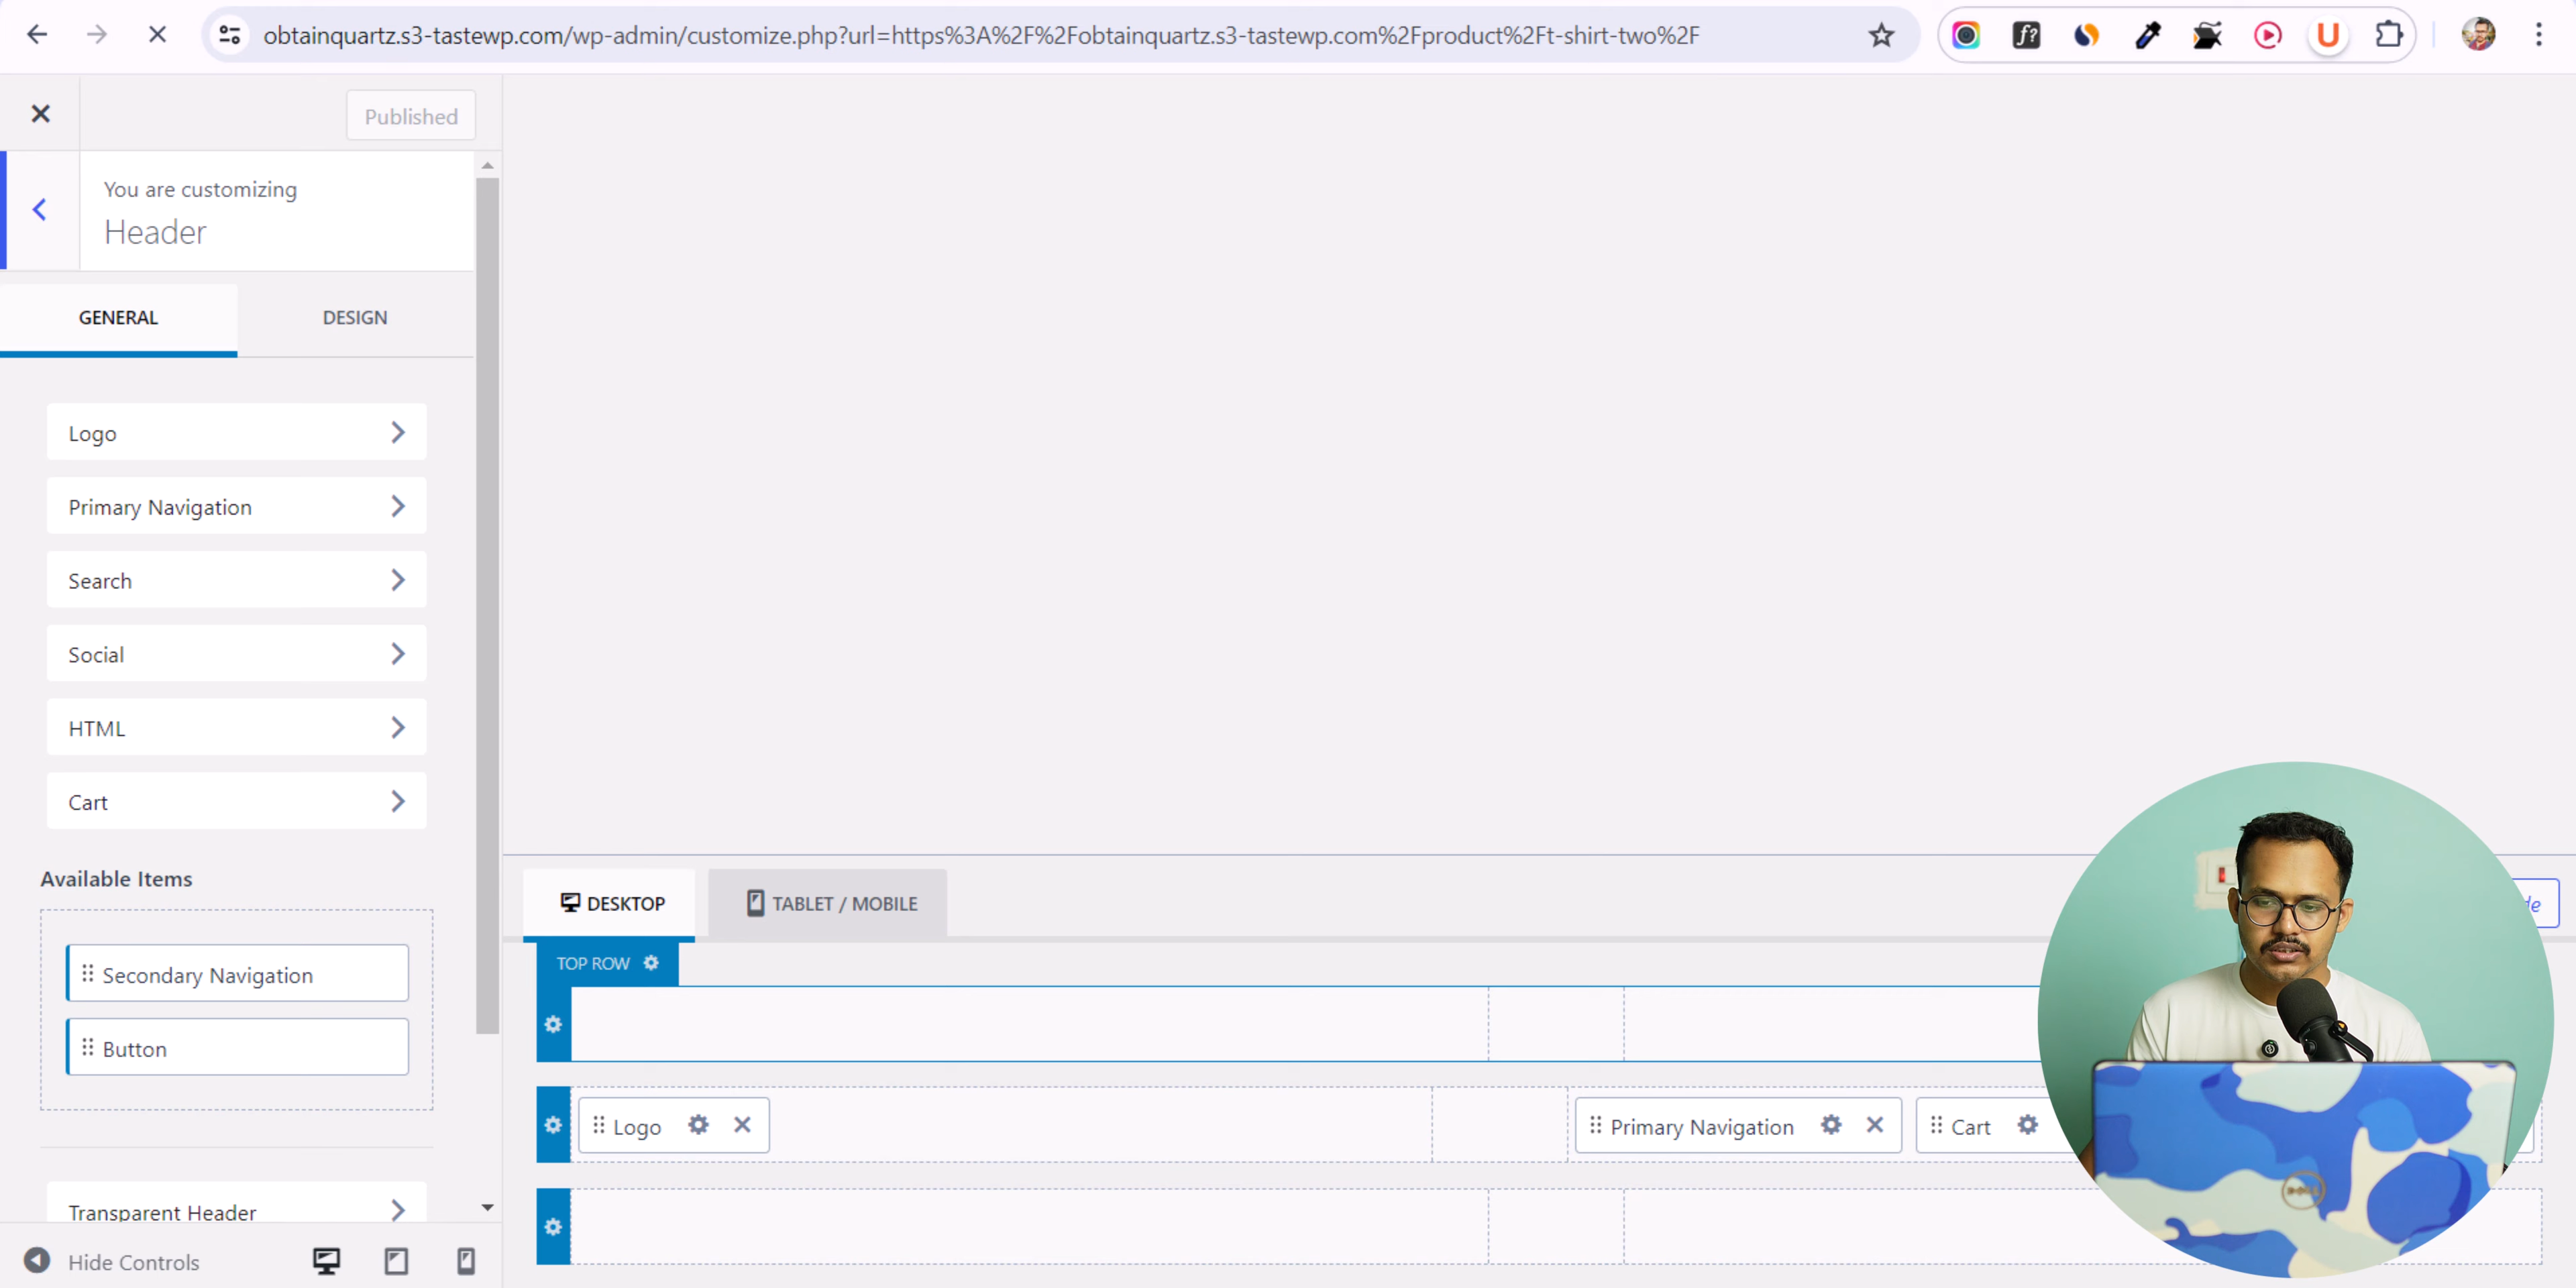 obtainquartz.s3-tastewp.com/wp-admin/customize.php?url=https%3A%2F%2Fobtainquartz.s3-tastewp.com%2Fproduct%2Ft-shirt-two%2F
f?
U
Published
You are customizing
Header
GENERAL
DESIGN
Logo
Primary Navigation
Search
Social
HTML
Cart
Available Items
Secondary Navigation
Button
Transparent Header
Hide Controls
DESKTOP
TABLET / MOBILE
TOP ROW
Logo
Primary Navigation
Cart
DELL